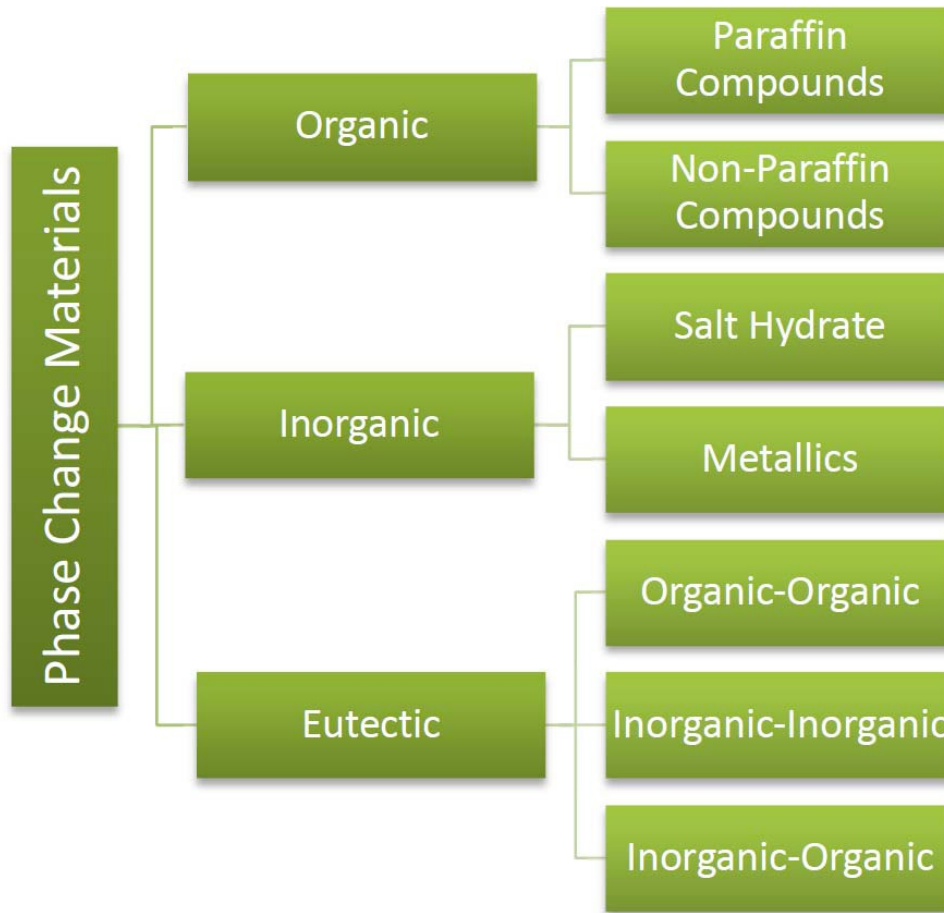 Phase Change Materials
Organic
Paraffin
Compounds
Non-Paraffin
Compounds
Inorganic
Salt Hydrate
Metallics
Eutectic
Organic-Organic
Inorganic-Inorganic
Inorganic-Organic